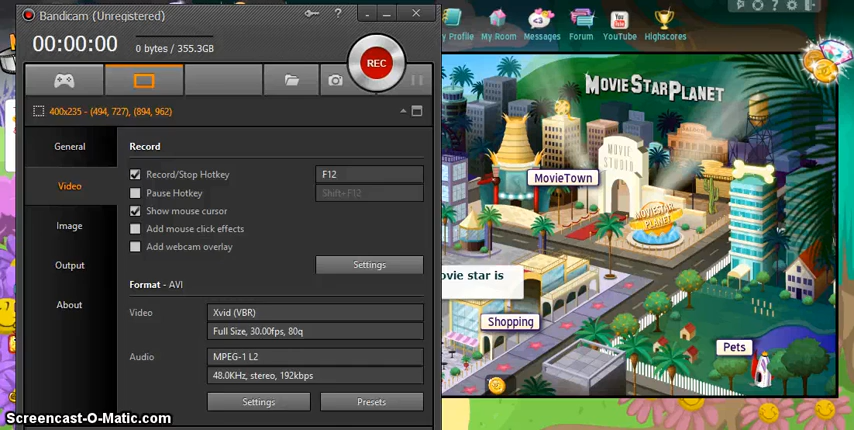 Bandicam (Unregistered)
?
00:00:00
0 bytes / 355.3GB
REC
400x235 - (494, 727), (894, 962)
General
Video
Image
Output
About
Record
Record/Stop Hotkey
F12
Pause Hotkey
Shift+F12
Show mouse cursor
Add mouse click effects
Add webcam overlay
Settings
Format - AVI
Video
Xvid (VBR)
Full Size, 30.00fps, 80q
Audio
MPEG-1 L2
48.0KHz, stereo, 192kbps
Settings
Presets
Screencast-O-Matic.com
Profile
My Room
Messages
Forum
YouTube
Highscores
You
Tube
MOVIESTARPLANET
MOVIE
STUDIO
MovieTown
MOVIESTAR
PLANET
ovie star is
Shopping
Pets